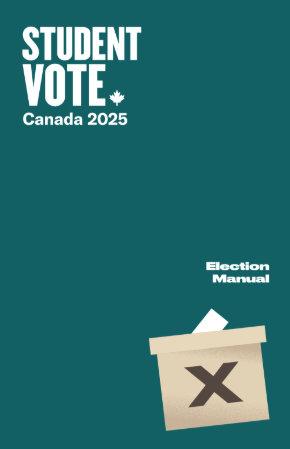 STUDENT
VOTE
Canada 2025
Election
Manual
X